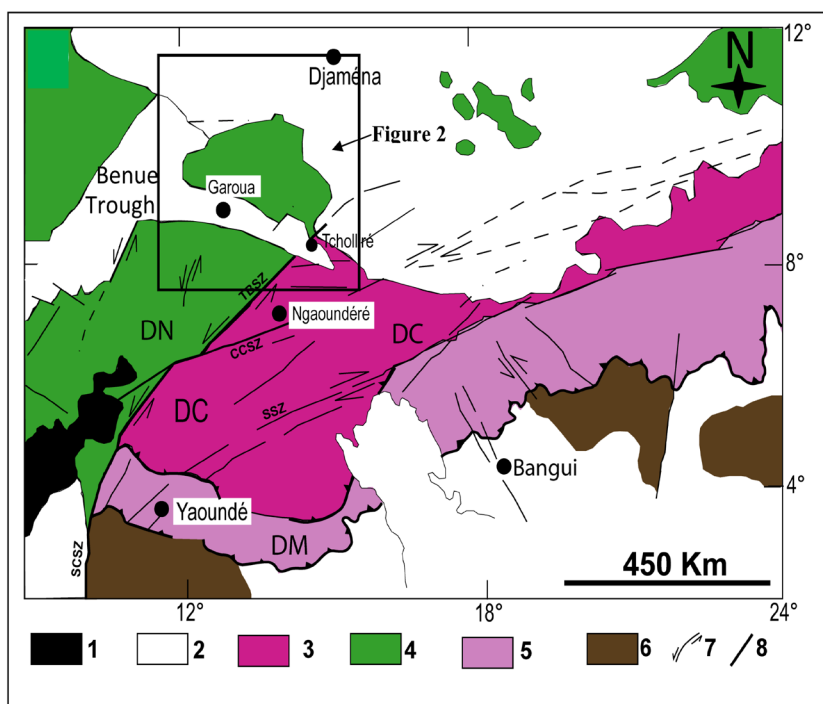 12°
N
Djaména
Figure 2
Benue
Trough
Garoua
Tcholliré
8°
TBSZ
Ngaoundéré
DN
DC
CCSZ
DC
SSZ
Bangui
4°
Yaoundé
DM
SCSZ
450 Km
12°
18°
24°
1
2
3
4
5
6
7
8